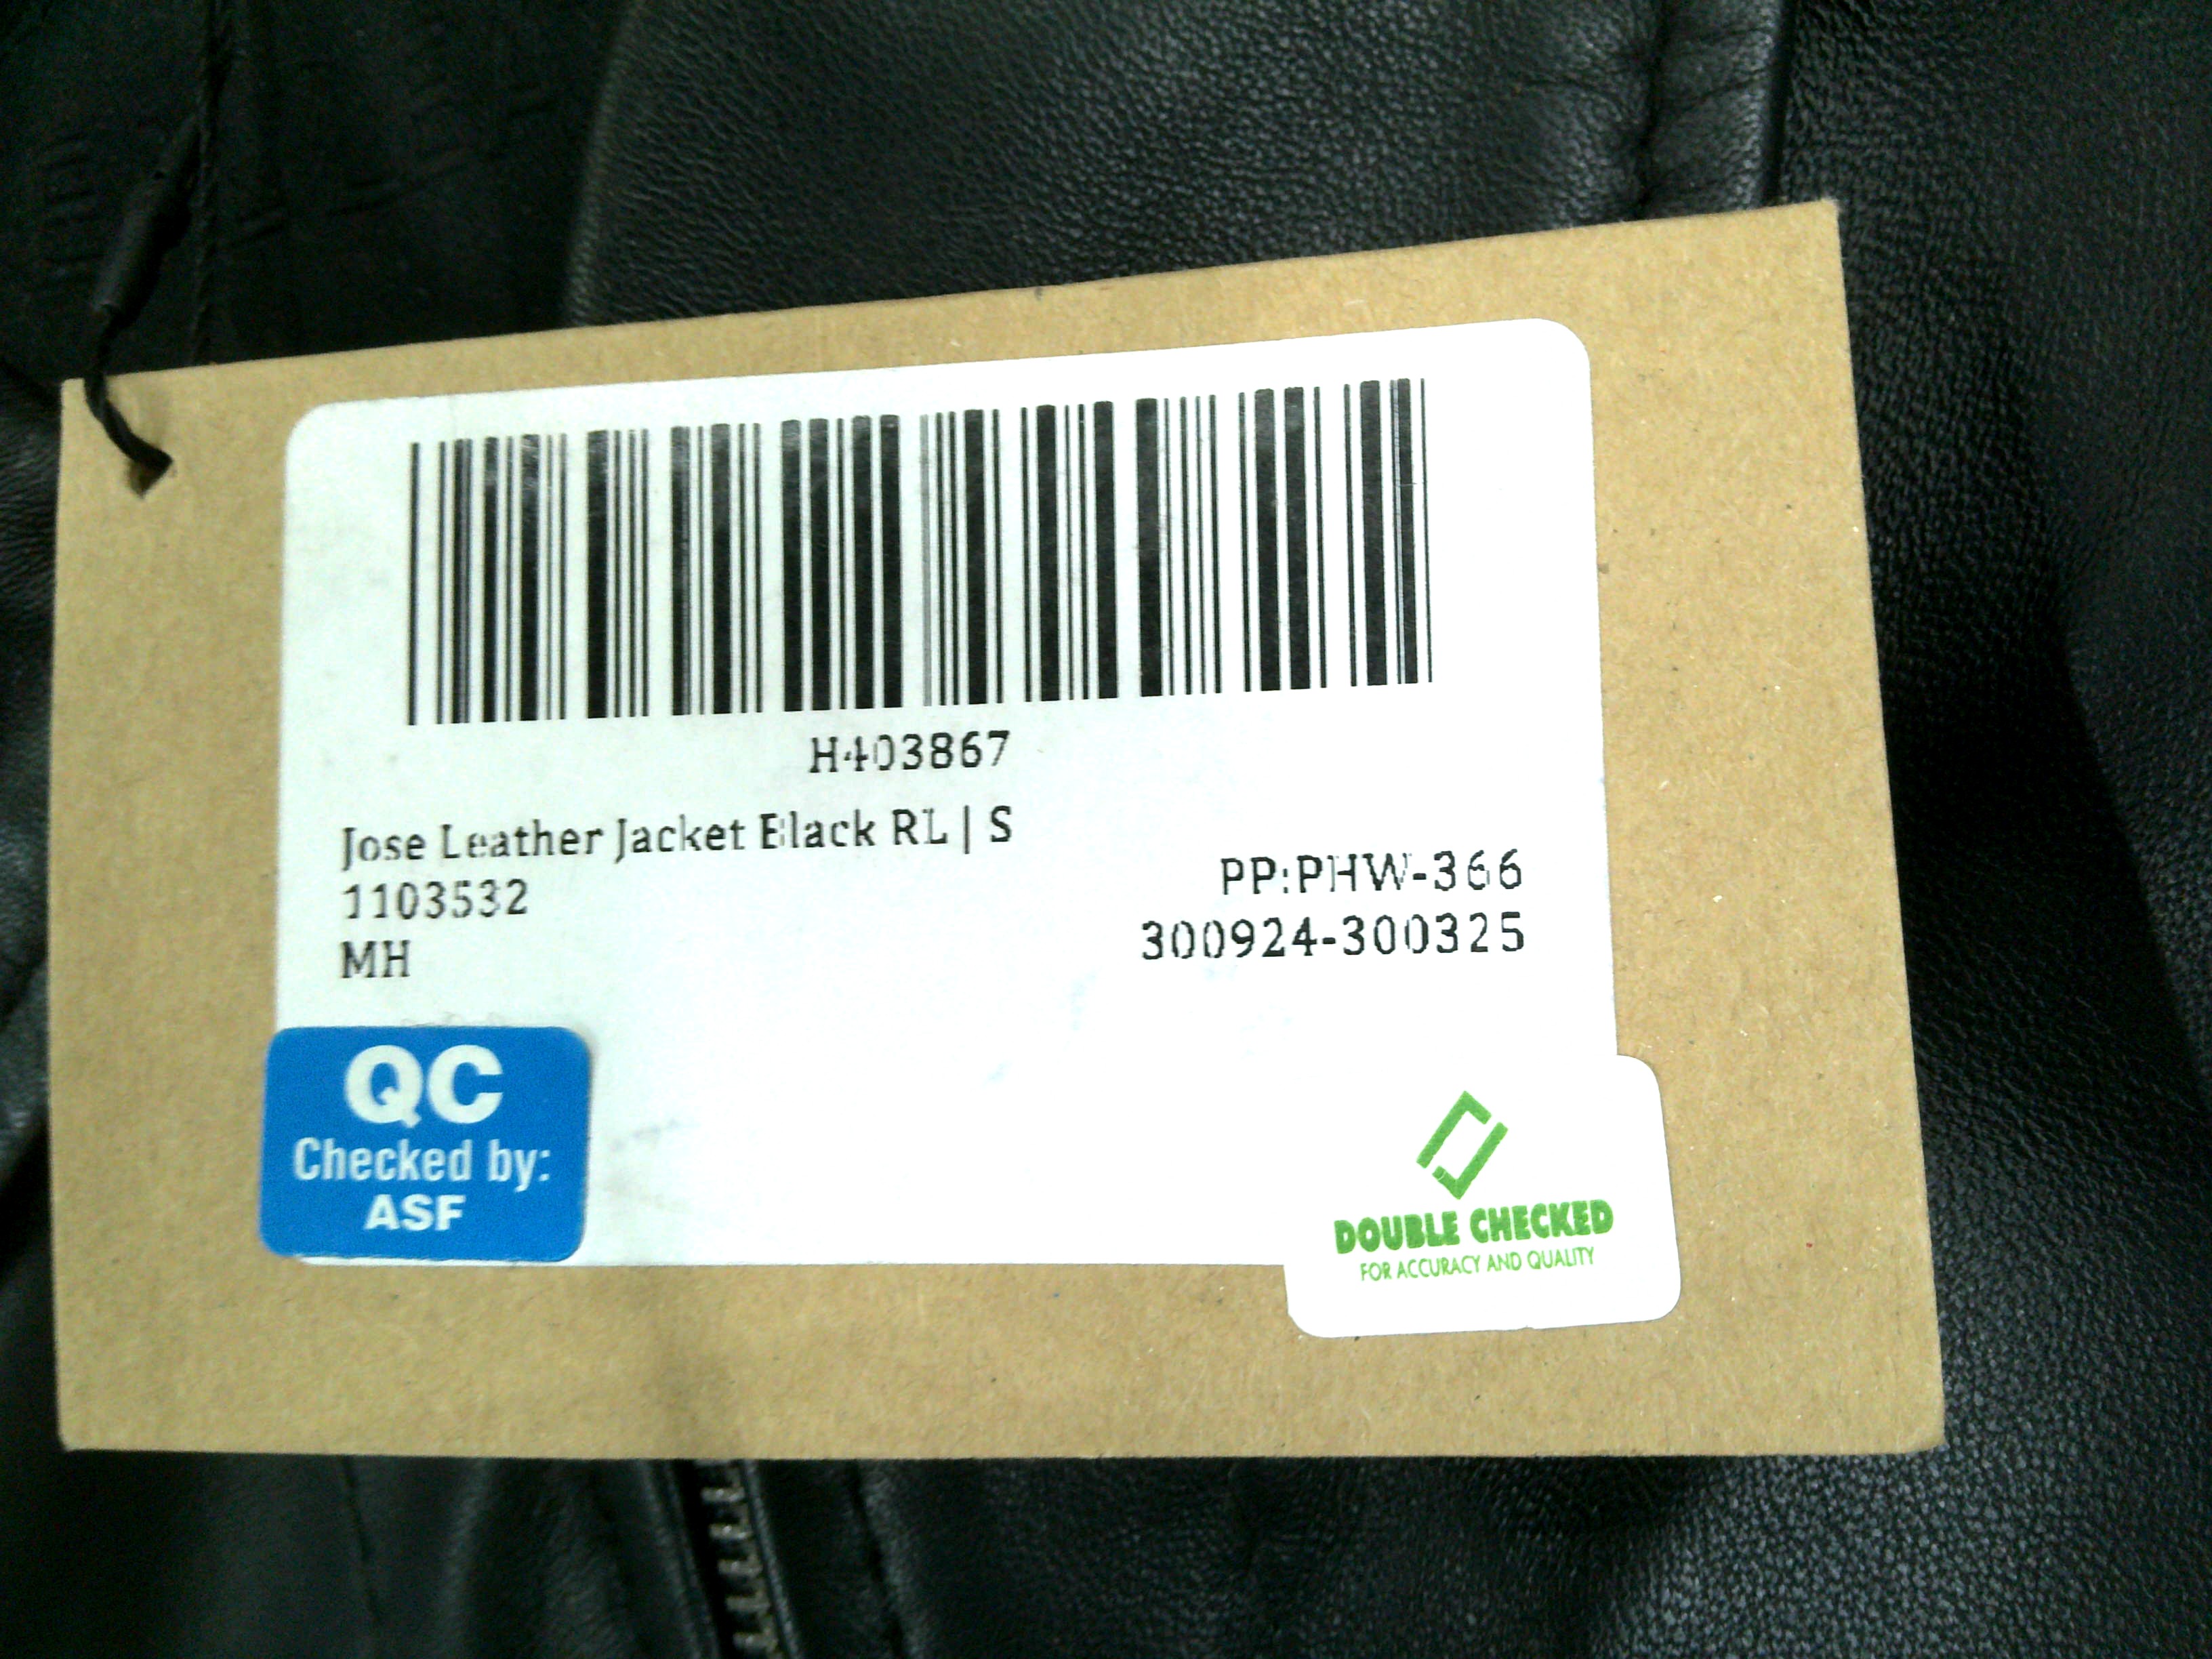 H403867
Jose Leather Jacket Black RL | S
1103532
MH
PP:PHW-366
300924-300325
QC
Checked by:
ASF
DOUBLE CHECKED
FOR ACCURACY AND QUALITY